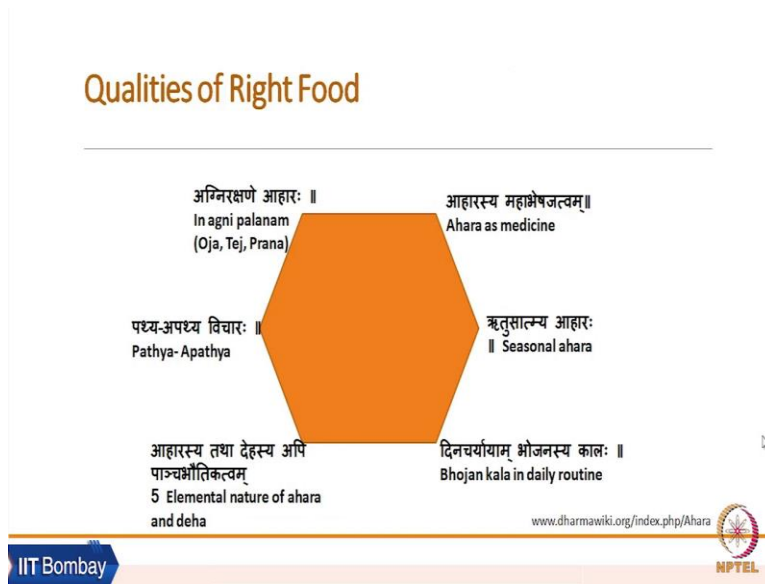 Qualities of Right Food
अग्निरक्षणे आहारः ॥
In agni palanam
(Oja, Tej, Prana)
आहारस्य महाभेषजत्वम्॥
Ahara as medicine
पथ्य-अपथ्य विचारः ॥
Pathya- Apathya
ऋतुसात्म्य आहारः
॥ Seasonal ahara
आहारस्य तथा देहस्य अपि
पाञ्चभौतिकत्वम्
5 Elemental nature of ahara
and deha
दिनचर्यायाम् भोजनस्य कालः ॥
Bhojan kala in daily routine
www.dharmawiki.org/index.php/Ahara
IIT Bombay
NPTEL